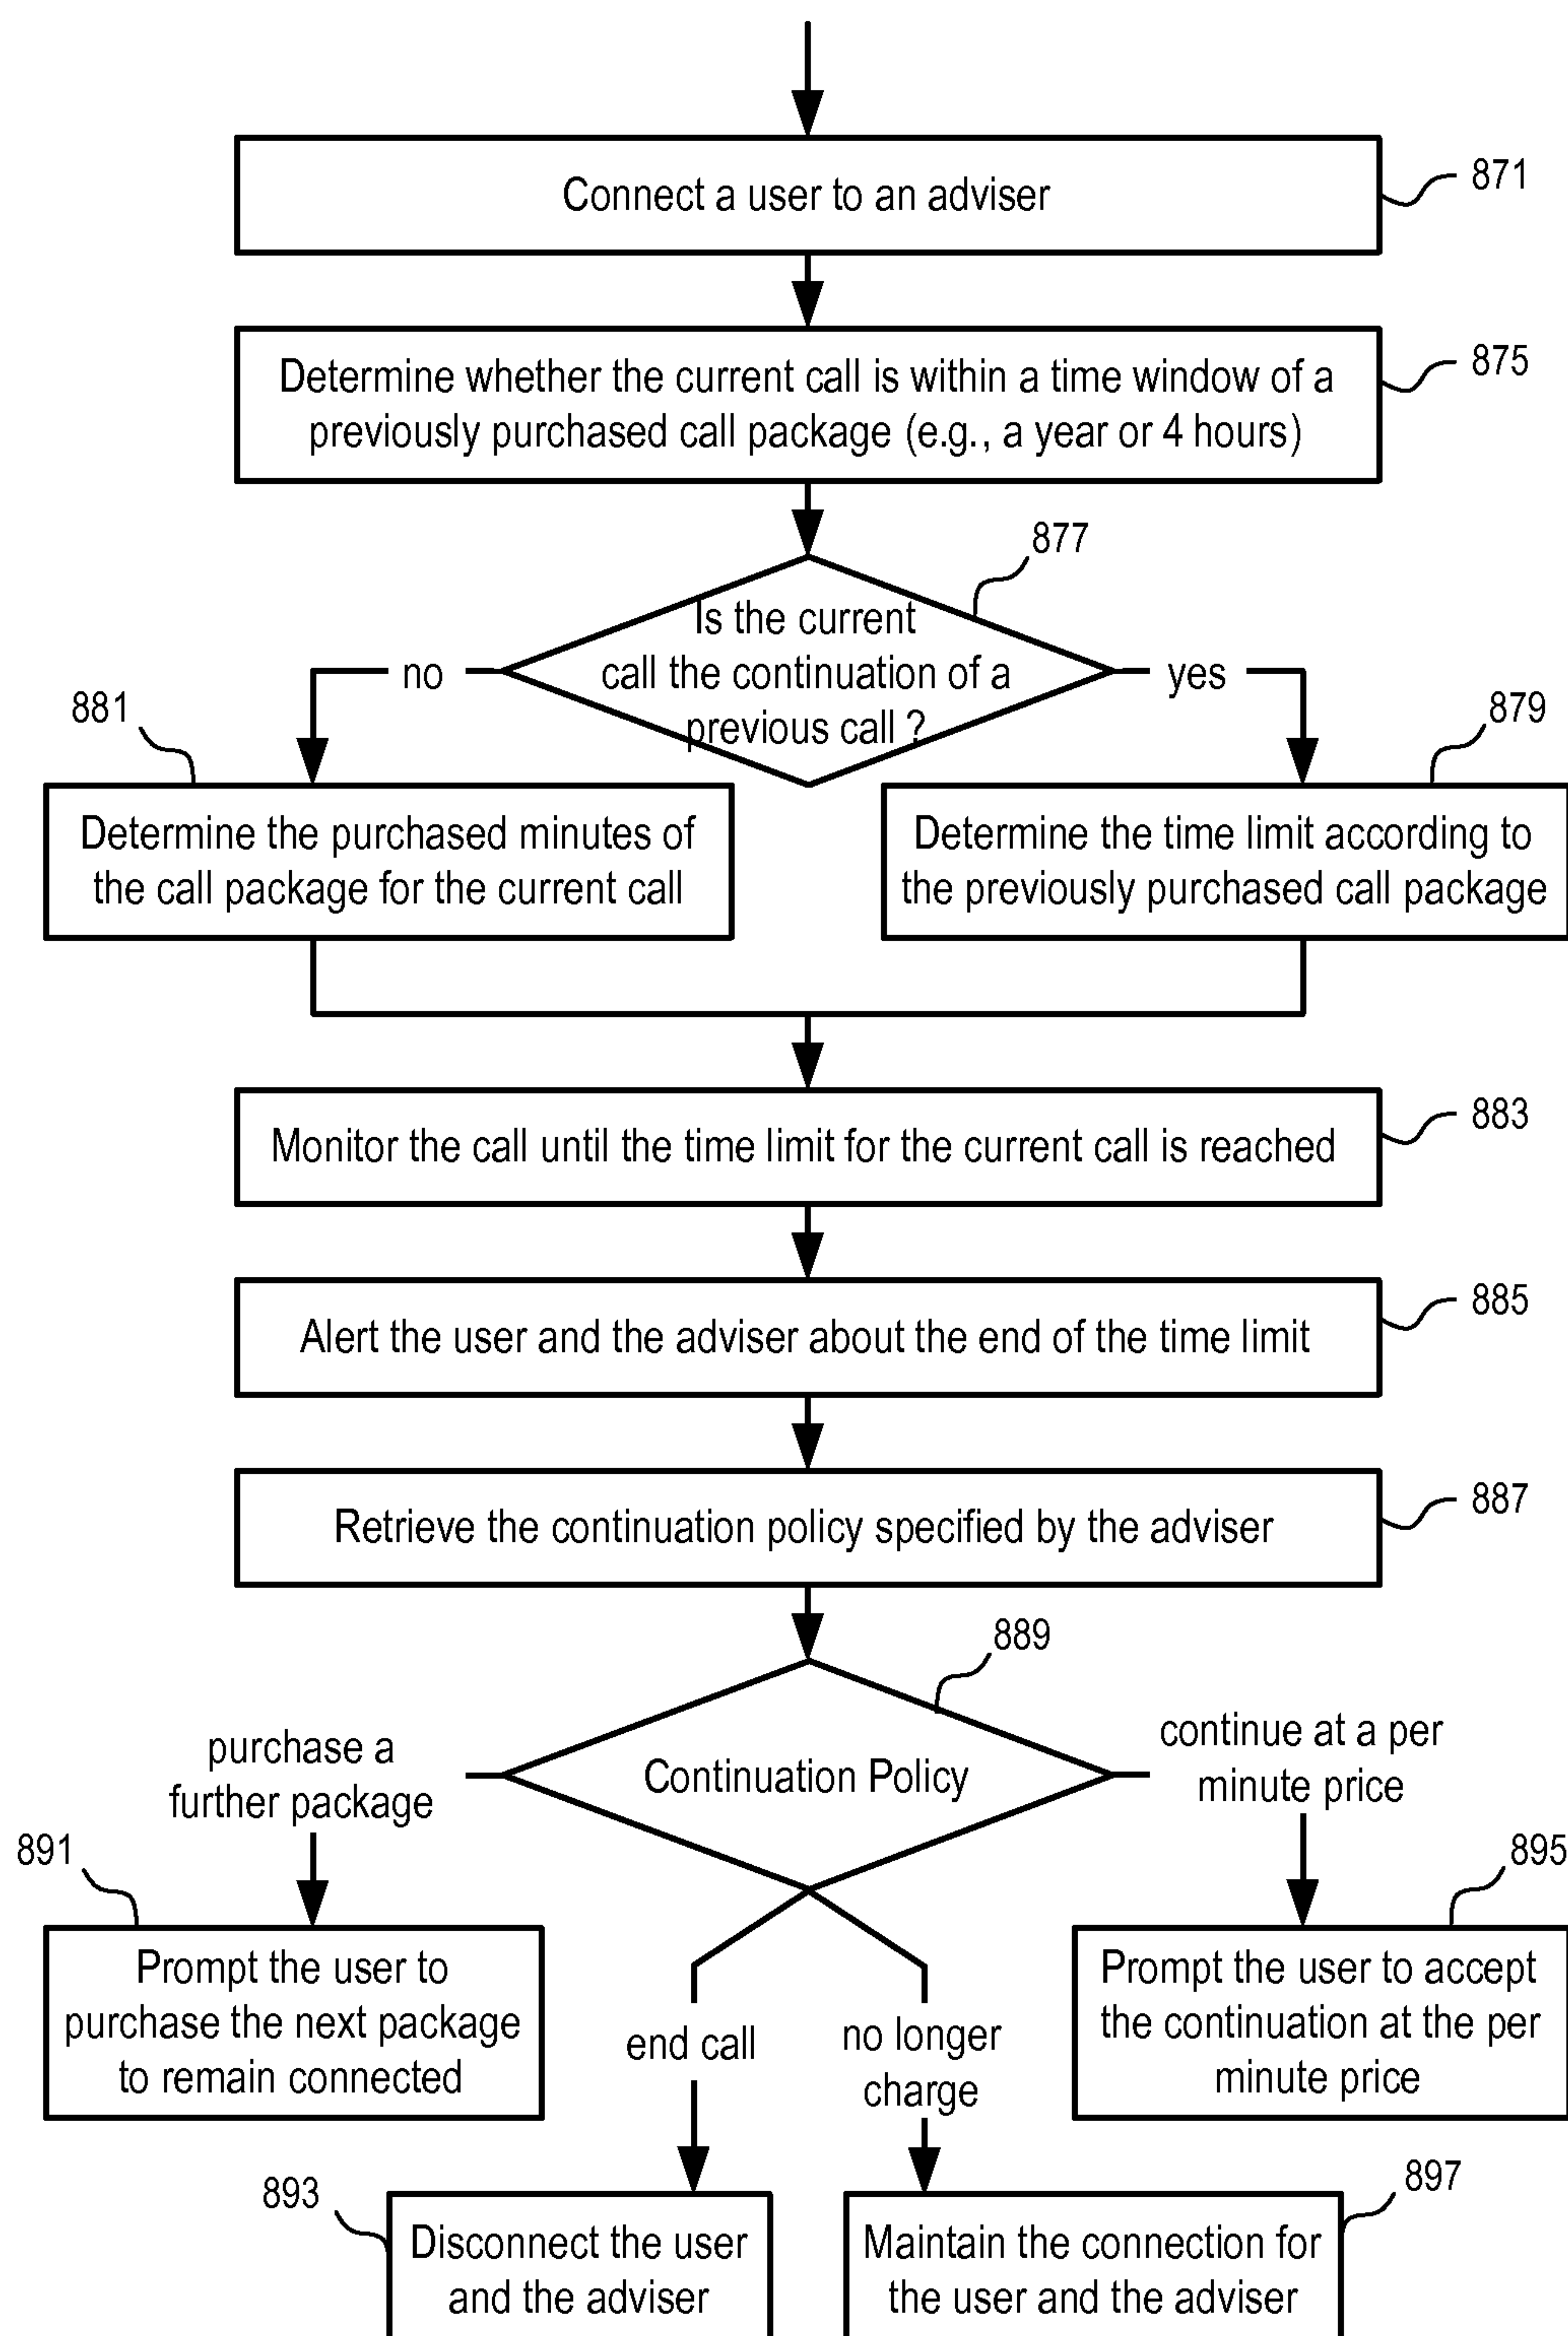 Connect a user to an adviser
871
Determine whether the current call is within a time window of a
previously purchased call package (e.g., a year or 4 hours)
875
877
Is the current
call the continuation of a
previous call ?
no
yes
881
879
Determine the purchased minutes of
the call package for the current call
Determine the time limit according to
the previously purchased call package
Monitor the call until the time limit for the current call is reached
883
Alert the user and the adviser about the end of the time limit
885
Retrieve the continuation policy specified by the adviser
887
889
Continuation Policy
purchase a
further package
continue at a per
minute price
891
895
Prompt the user to
purchase the next package
to remain connected
end call
no longer
charge
Prompt the user to accept
the continuation at the per
minute price
893
897
Disconnect the user
and the adviser
Maintain the connection for
the user and the adviser